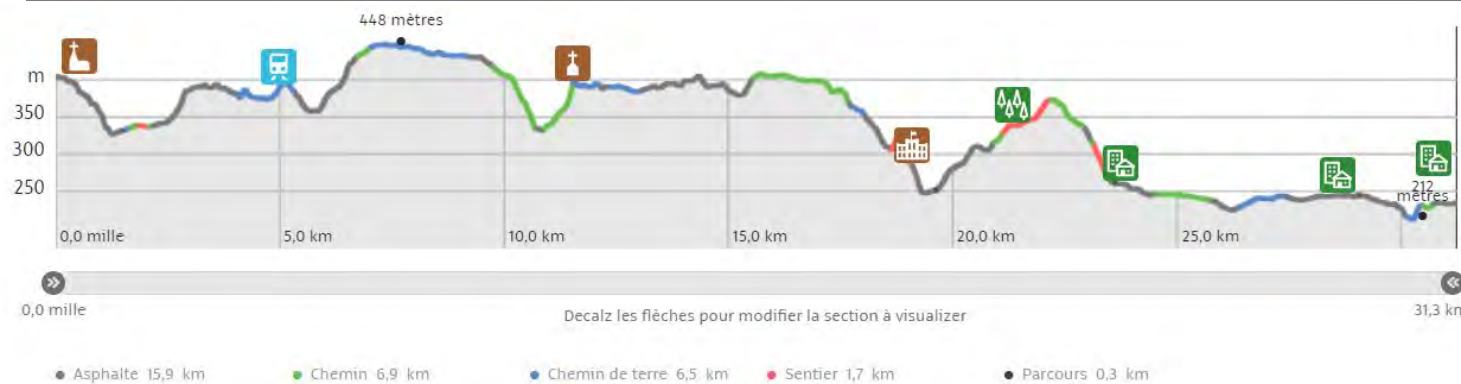 448 mètres
m
350
300
250
212
mètres
0,0 mille
5,0 km
10,0 km
15,0 km
20,0 km
25,0 km
0,0 mille
31,3 km
Decalz les flèches pour modifier la section à visualizer
Asphalte 15,9 km
Chemin 6,9 km
Chemin de terre 6,5 km
Sentier 1,7 km
Parcours 0,3 km